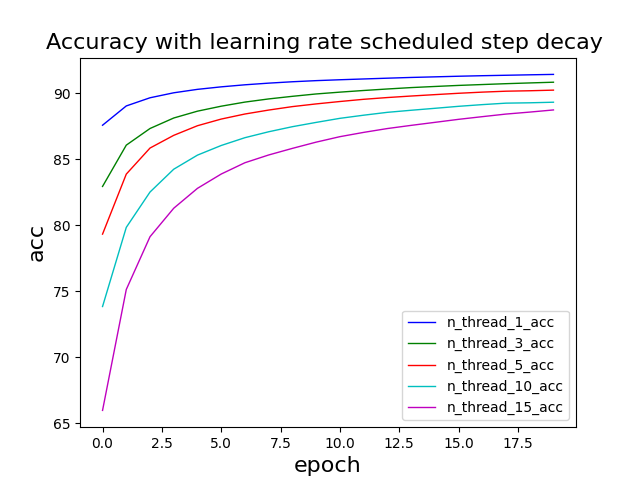 Accuracy with learning rate scheduled step decay
acc
90
85
80
75
70
65
n_thread_1_acc
n_thread_3_acc
n_thread_5_acc
n_thread_10_acc
n_thread_15_acc
0.0 2.5 5.0 7.5 10.0 12.5 15.0 17.5
epoch